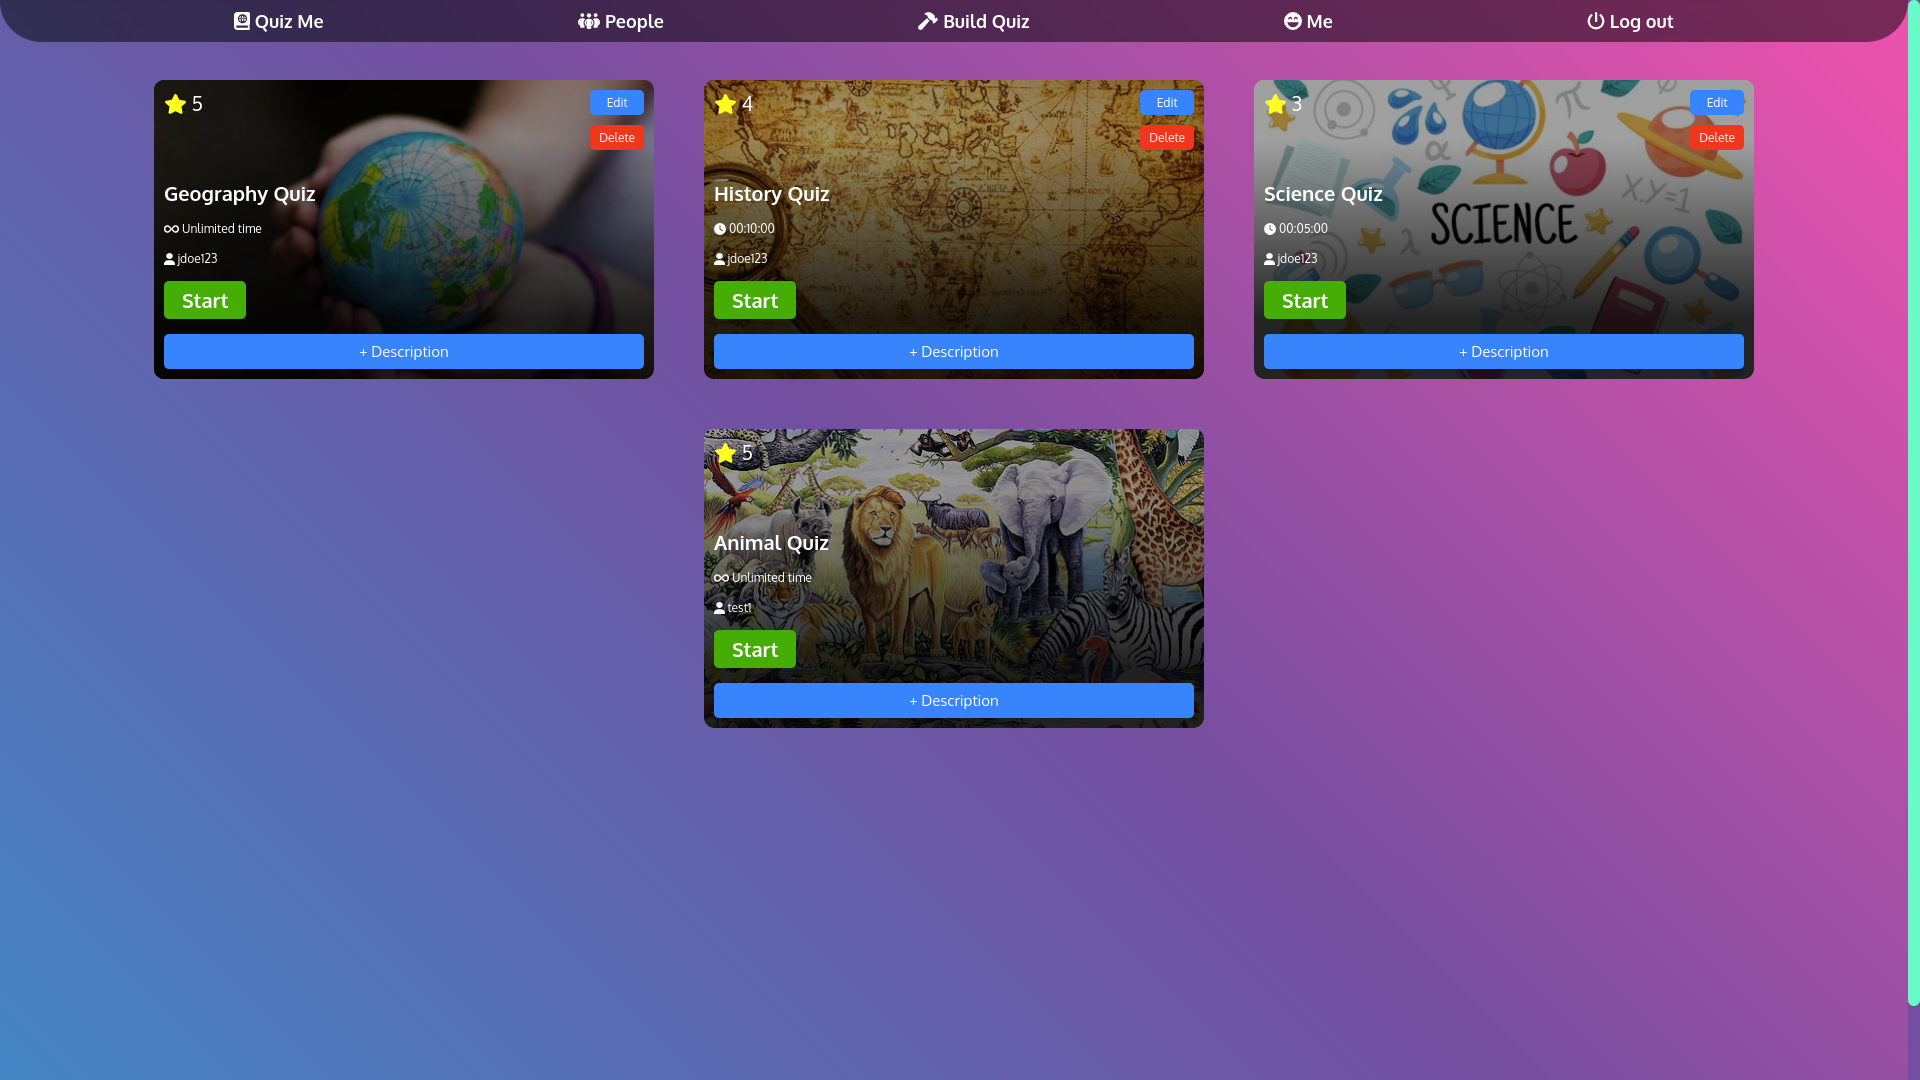 Quiz Me
People
Build Quiz
Me
Log out
5
Edit
Delete
Geography Quiz
Unlimited time
jdoe123
Start
+ Description
4
Edit
Delete
History Quiz
00:10:00
jdoe123
Start
+ Description
3
Edit
Delete
X.Y=1
SCIENCE
Science Quiz
00:05:00
jdoe123
Start
+ Description
5
Animal Quiz
Unlimited time
test1
Start
+ Description